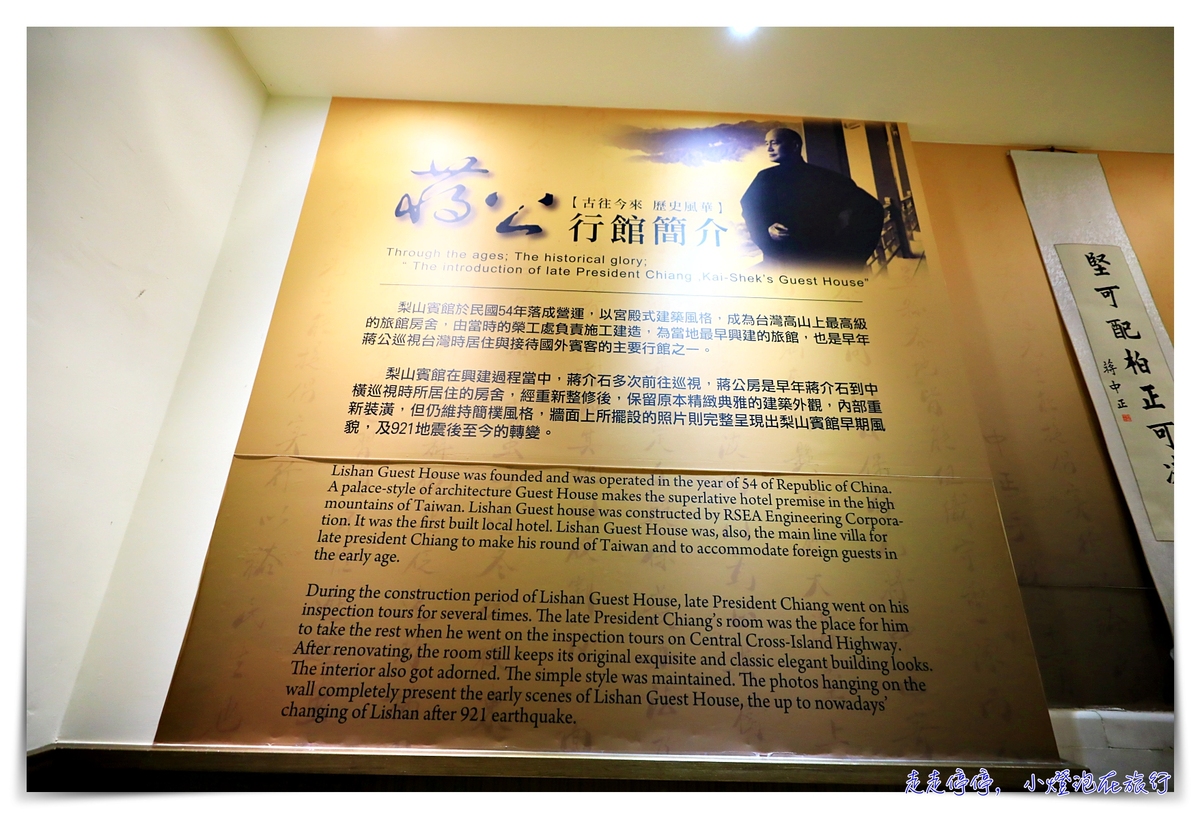 蔣公
【古往今來 歷史風華】
行館簡介
Through the ages; The historical glory;
“ The introduction of late President Chiang ,Kai-Shek's Guest House”
梨山賓館於民國54年落成營運，以宮殿式建築風格，成為台灣高山上最高級
的旅館房舍，由當時的榮工處負責施工建造，為當地最早興建的旅館，也是早年
蔣公巡視台灣時居住與接待國外賓客的主要行館之一。
梨山賓館在興建過程當中，蔣介石多次前往巡視，蔣公房是早年蔣介石到中
橫巡視時所居住的房舍，經重新整修後，保留原本精緻典雅的建築外觀，內部重
新裝潢，但仍維持簡樸風格，牆面上所擺設的照片則完整呈現出梨山賓館早期風
貌，及921地震後至今的轉變。
Lishan Guest House was founded and was operated in the year of 54 of Republic of China.
A palace-style of architecture Guest House makes the superlative hotel premise in the high
mountains of Taiwan. Lishan Guest house was constructed by RSEA Engineering Corpora-
tion. It was the first built local hotel. Lishan Guest House was, also, the main line villa for
late president Chiang to make his round of Taiwan and to accommodate foreign guests in
the early age.
During the construction period of Lishan Guest House, late President Chiang went on his
inspection tours for several times. The late President Chiang's room was the place for him
to take the rest when he went on the inspection tours on Central Cross-Island Highway.
After renovating, the room still keeps its original exquisite and classic elegant building looks.
The interior also got adorned. The simple style was maintained. The photos hanging on the
wall completely present the early scenes of Lishan Guest House, the up to nowadays'
changing of Lishan after 921 earthquake.
堅可配柏正可
蔣中正
走走停停，小燈泡在旅行